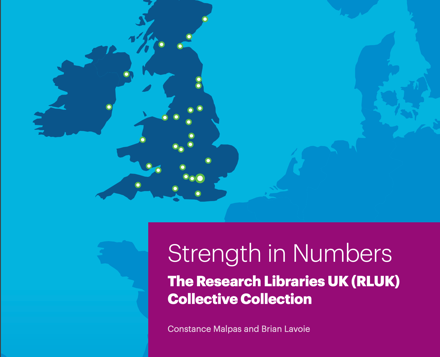 Strength in Numbers
The Research Libraries UK (RLUK)
Collective Collection
Constance Malpas and Brian Lavoie